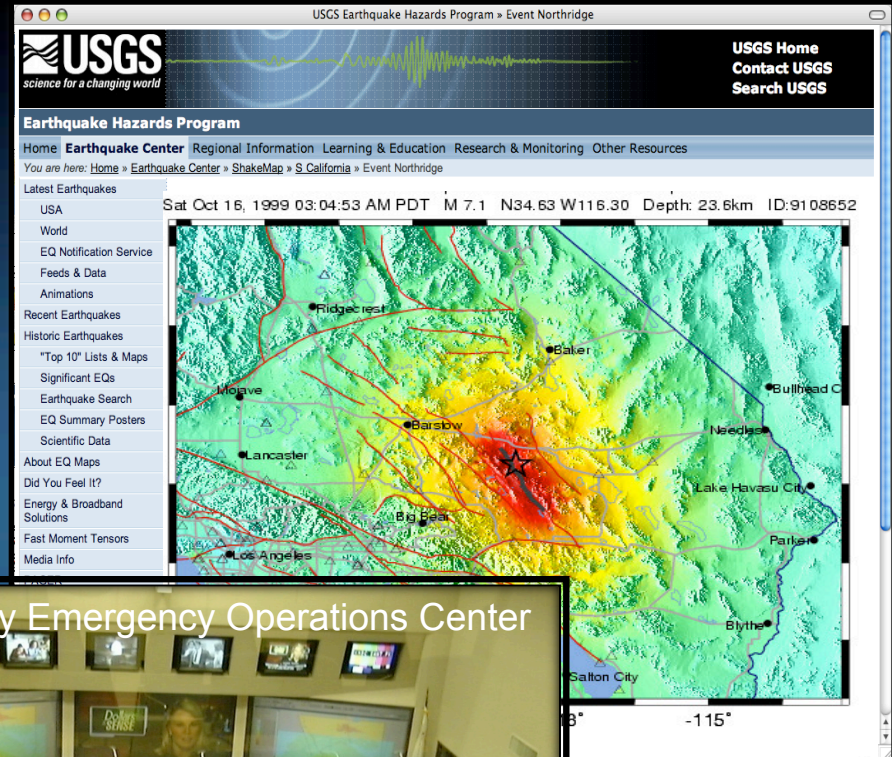 USGS Earthquake Hazards Program » Event Northridge
USGS
science for a changing world
USGS Home
Contact USGS
Search USGS
Earthquake Hazards Program
Home Earthquake Center Regional Information Learning & Education Research & Monitoring Other Resources
You are here: Home » Earthquake Center » ShakeMap » S California » Event Northridge
Latest Earthquakes
USA
World
EQ Notification Service
Feeds & Data
Animations
Recent Earthquakes
Historic Earthquakes
"Top 10" Lists & Maps
Significant EQs
Earthquake Search
EQ Summary Posters
Scientific Data
About EQ Maps
Did You Feel It?
Energy & Broadband
Solutions
Fast Moment Tensors
Media Info
Sat Oct 16, 1999 03:04:53 AM PDT M 7.1 N34.63 W116.30 Depth: 23.6km ID:9108652
Ridgecrest
Baker
Mojave
Bullhead C
Barstow
Needles
Lancaster
Lake Havasu City
Big Bear
Parker
Los Angeles
Blythe
Salton City
-115°
y Emergency Operations Center
Dollars
SENSE